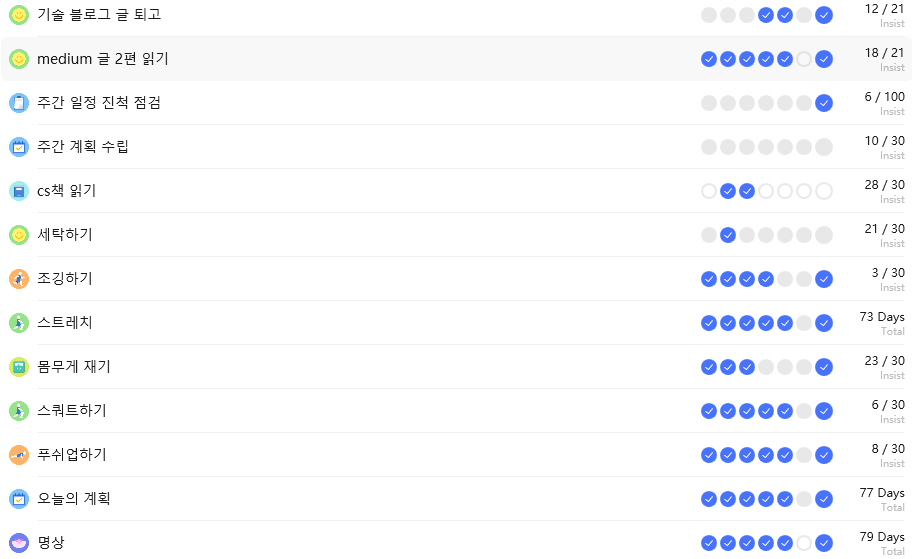 기술 블로그 글 퇴고
12 / 21
Insist
medium 글 2편 읽기
18 / 21
Insist
주간 일정 진척 점검
6 / 100
Insist
주간 계획 수립
10 / 30
Insist
cs책 읽기
28 / 30
Insist
세탁하기
21 / 30
Insist
조깅하기
3 / 30
Insist
스트레치
73 Days
Total
몸무게 재기
23 / 30
Insist
스쿼트하기
6 / 30
Insist
푸쉬업하기
8 / 30
Insist
오늘의 계획
77 Days
Total
명상
79 Days
Total